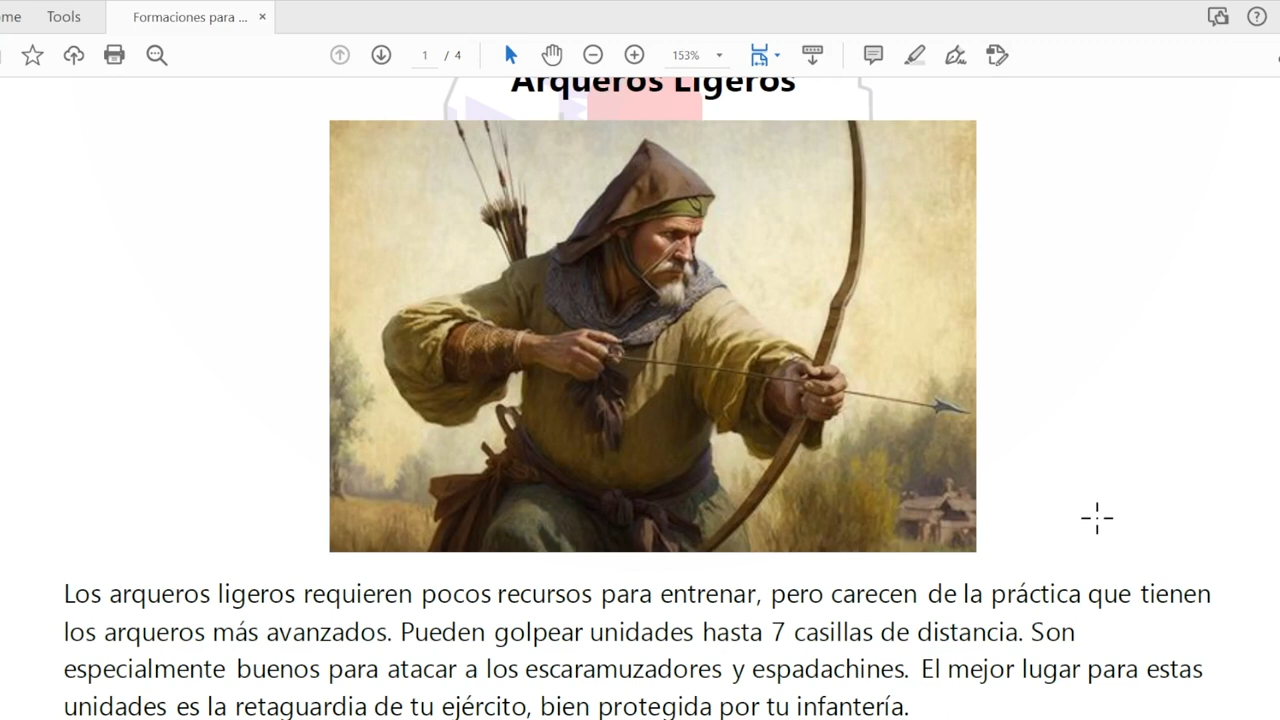 Tools
Formaciones para ...
1 / 4
153%
Arqueros Ligeros
Los arqueros ligeros requieren pocos recursos para entrenar, pero carecen de la práctica que tienen
los arqueros más avanzados. Pueden golpear unidades hasta 7 casillas de distancia. Son
especialmente buenos para atacar a los escaramuzadores y espadachines. El mejor lugar para estas
unidades es la retaguardia de tu ejército, bien protegida por tu infantería.